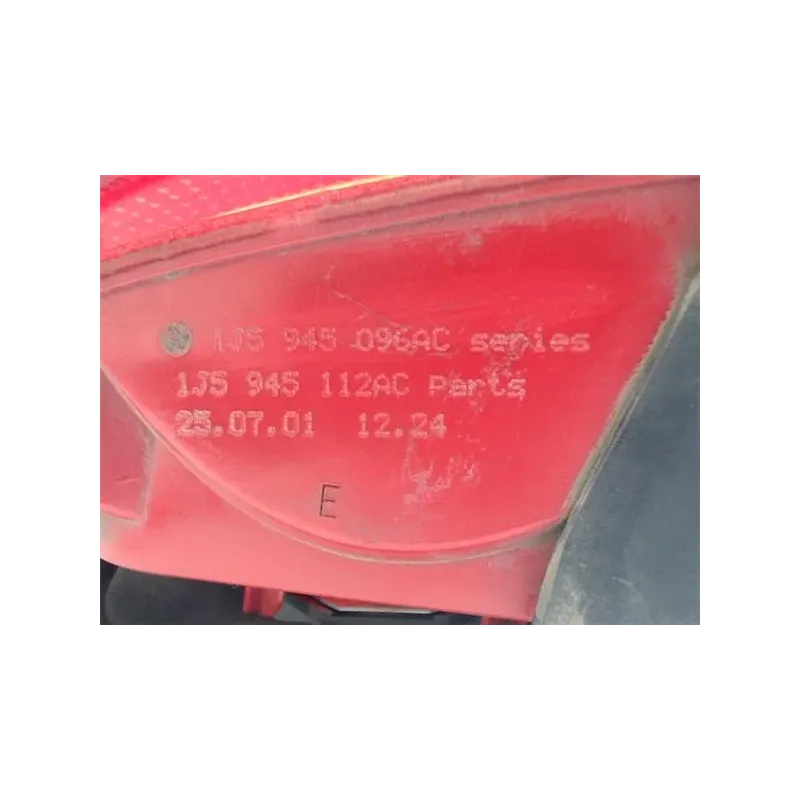 1J5 945 096AC series
1J5 945 112AC Parts
25.07.01 12.24
E